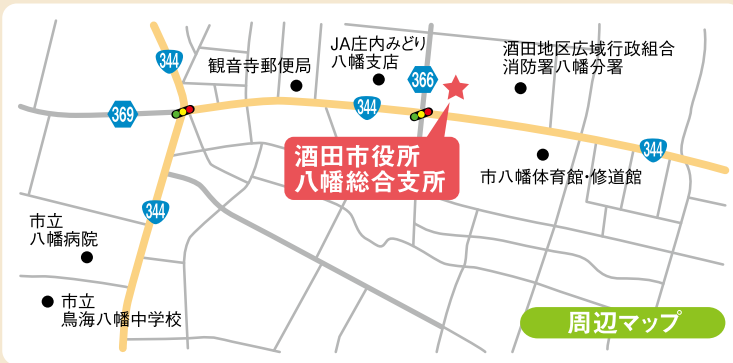 344
観音寺郵便局
JA庄内みどり
八幡支店
366
酒田地区広域行政組合
消防署八幡分署
369
344
344
酒田市役所
八幡総合支所
市八幡体育館・修道館
344
市立
八幡病院
市立
鳥海八幡中学校
周辺マップ